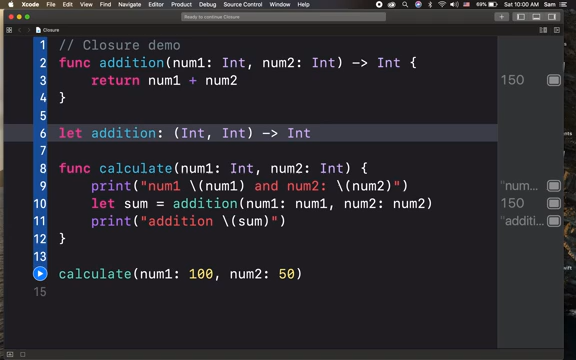 Xcode File Edit View Find Navigate Editor Product Debug Source Control Window Help 69% Sat 10:00 AM Sam
Ready to continue Closure
Closure
1 // Closure demo
2 func addition(num1: Int, num2: Int) -> Int {
3 return num1 + num2 150
4 }
5
6 let addition: (Int, Int) -> Int
7
8 func calculate(num1: Int, num2: Int) {
9 print("num1 \(num1) and num2: \(num2)") "num...
10 let sum = addition(num1: num1, num2: num2) 150
11 print("addition \(sum)") "additi...
12 }
13
calculate(num1: 100, num2: 50)
15